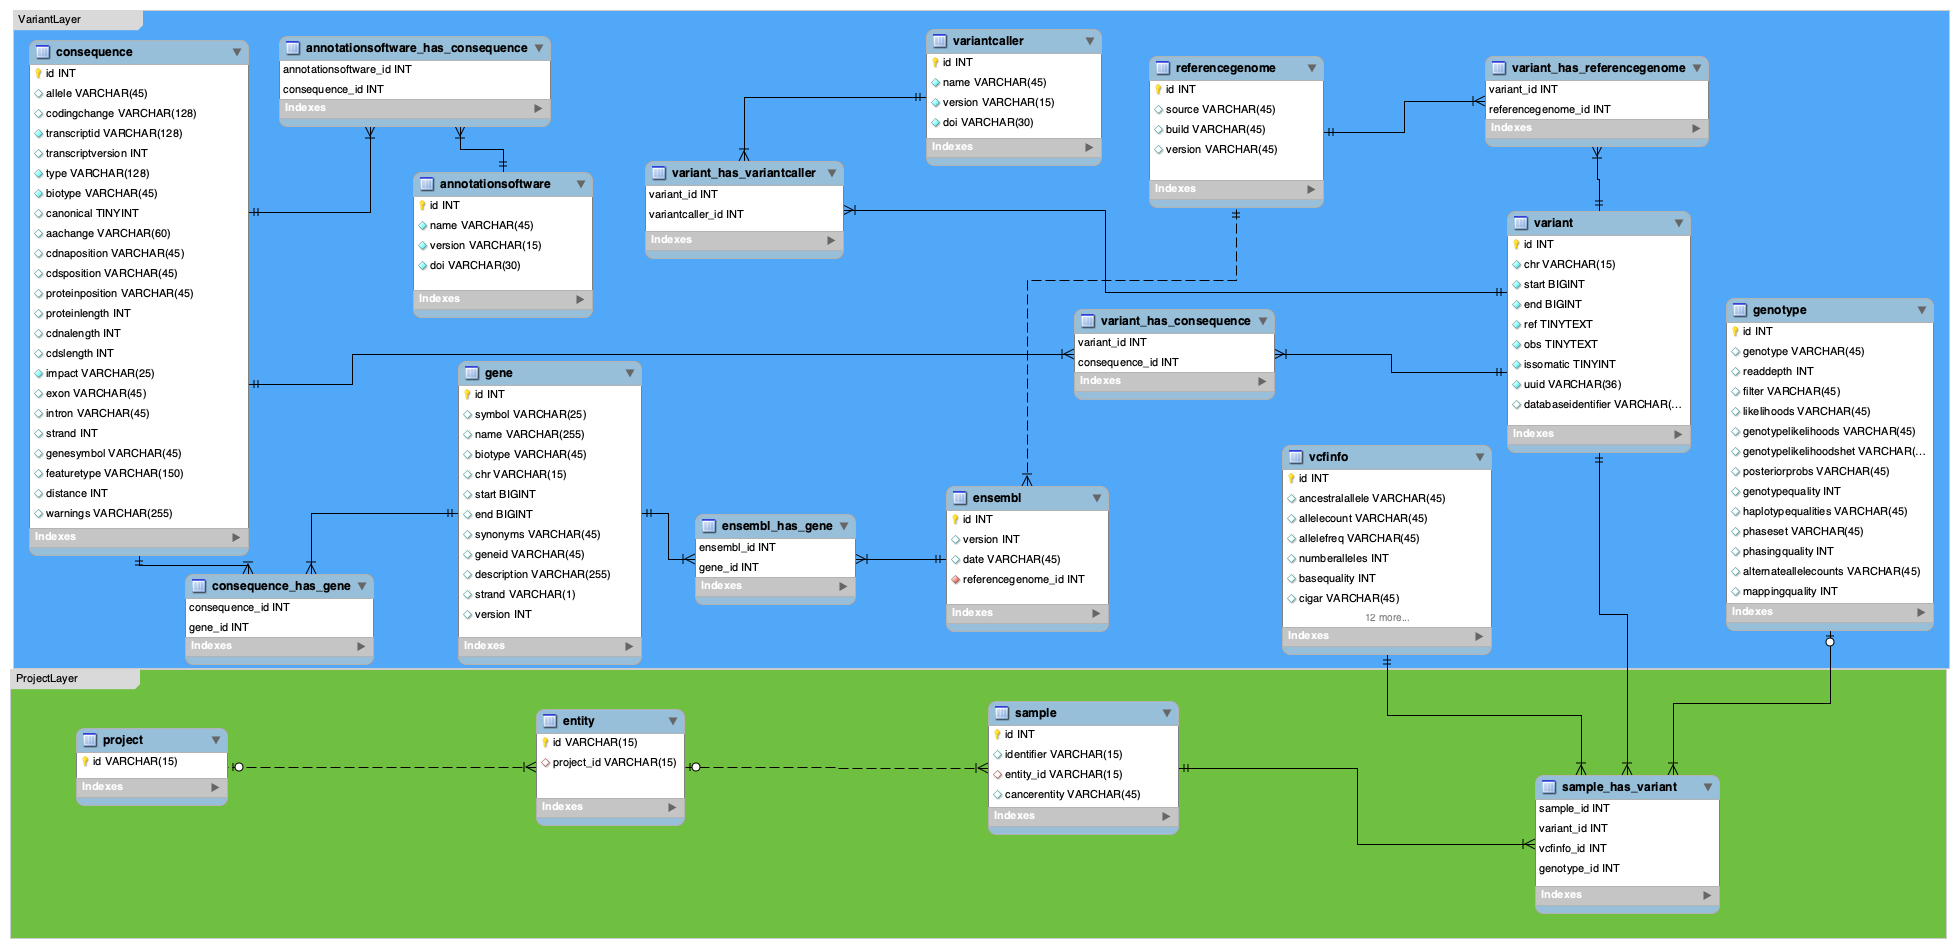 VariantLayer
consequence
id INT
allele VARCHAR(45)
codingchange VARCHAR(128)
transcriptid VARCHAR(128)
transcriptversion INT
type VARCHAR(128)
biotype VARCHAR(45)
canonical TINYINT
aachange VARCHAR(60)
cdnaposition VARCHAR(45)
cdsposition VARCHAR(45)
proteinposition VARCHAR(45)
proteinlength INT
cdnalength INT
cdslength INT
impact VARCHAR(25)
exon VARCHAR(45)
intron VARCHAR(45)
strand INT
genesymbol VARCHAR(45)
featuretype VARCHAR(150)
distance INT
warnings VARCHAR(255)
Indexes
annotationsoftware_has_consequence
annotationsoftware_id INT
consequence_id INT
Indexes
annotationsoftware
id INT
name VARCHAR(45)
version VARCHAR(15)
doi VARCHAR(30)
Indexes
variantcaller
id INT
name VARCHAR(45)
version VARCHAR(15)
doi VARCHAR(30)
Indexes
variant_has_variantcaller
variant_id INT
variantcaller_id INT
Indexes
referencegenome
id INT
source VARCHAR(45)
build VARCHAR(45)
version VARCHAR(45)
Indexes
variant_has_referencegenome
variant_id INT
referencegenome_id INT
Indexes
variant
id INT
chr VARCHAR(15)
start BIGINT
end BIGINT
ref TINYTEXT
obs TINYTEXT
issomatic TINYINT
uuid VARCHAR(36)
databaseidentifier VARCHAR(...
Indexes
variant_has_consequence
variant_id INT
consequence_id INT
Indexes
genotype
id INT
genotype VARCHAR(45)
readdepth INT
filter VARCHAR(45)
likelihoods VARCHAR(45)
genotypelikelihoods VARCHAR(45)
genotypelikelihoodshet VARCHAR(...
posteriorprobs VARCHAR(45)
genotypequality INT
haplotypequalities VARCHAR(45)
phaseset VARCHAR(45)
phasingquality INT
alternateallelecounts VARCHAR(45)
mappingquality INT
Indexes
gene
id INT
symbol VARCHAR(25)
name VARCHAR(255)
biotype VARCHAR(45)
chr VARCHAR(15)
start BIGINT
end BIGINT
synonyms VARCHAR(45)
geneid VARCHAR(45)
description VARCHAR(255)
strand VARCHAR(1)
version INT
Indexes
ensembl_has_gene
ensembl_id INT
gene_id INT
Indexes
ensembl
id INT
version INT
date VARCHAR(45)
referencegenome_id INT
Indexes
vcfinfo
id INT
ancestralallele VARCHAR(45)
allelecount VARCHAR(45)
allelefreq VARCHAR(45)
numberalleles INT
basequality INT
cigar VARCHAR(45)
12 more...
Indexes
consequence_has_gene
consequence_id INT
gene_id INT
Indexes
ProjectLayer
project
id VARCHAR(15)
Indexes
entity
id VARCHAR(15)
project_id VARCHAR(15)
Indexes
sample
id INT
identifier VARCHAR(15)
entity_id VARCHAR(15)
cancerentity VARCHAR(45)
Indexes
sample_has_variant
sample_id INT
variant_id INT
vcfinfo_id INT
genotype_id INT
Indexes